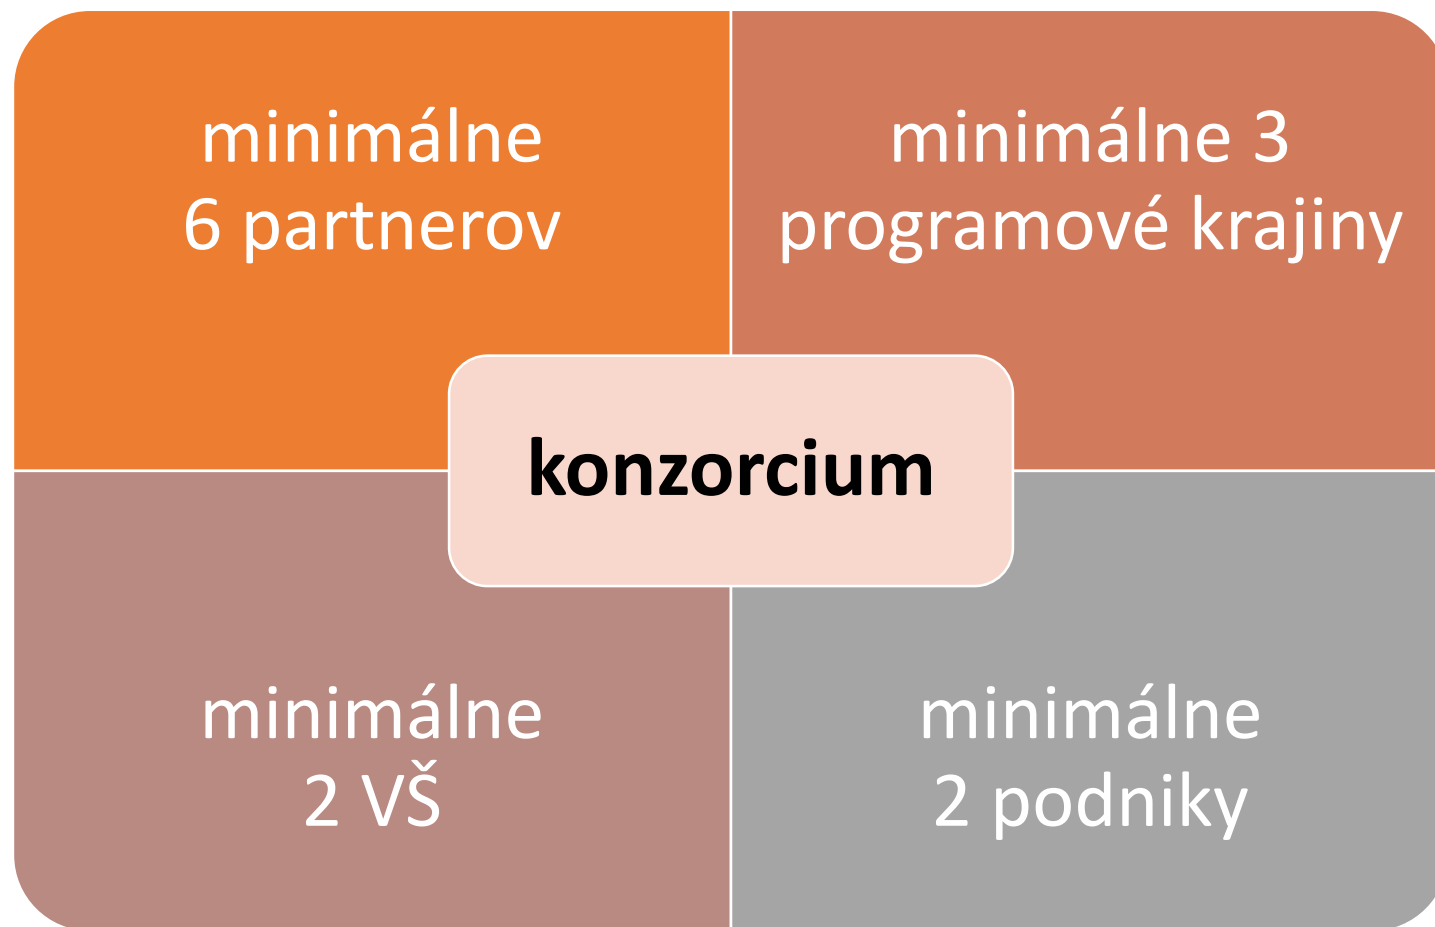 minimálne
6 partnerov
minimálne 3
programové krajiny
konzorcium
minimálne
2 VŠ
minimálne
2 podniky